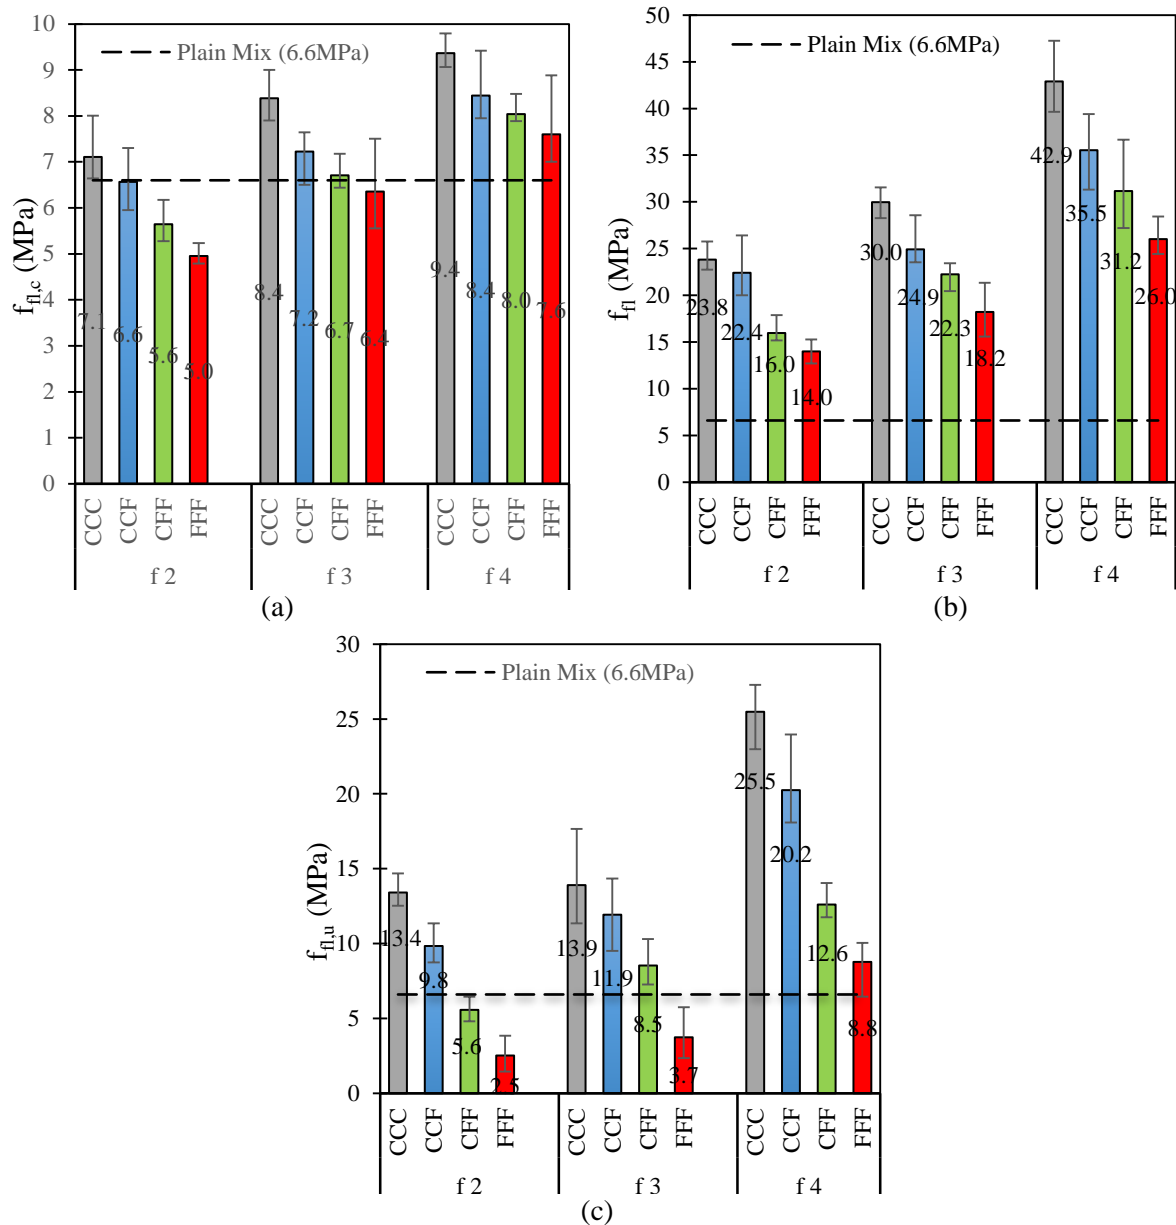 10
9
8
7
6
5
4
3
2
1
0
f_fl,c (MPa)
Plain Mix (6.6MPa)
7.1 6.6 5.6 5.0 8.4 7.2 6.7 6.4 9.4 8.4 8.0 7.6
CCC CCF CFF FFF CCC CCF CFF FFF CCC CCF CFF FFF
f 2 f 3 f 4
(a)
50
45
40
35
30
25
20
15
10
5
0
f_fl (MPa)
Plain Mix (6.6MPa)
23.8 22.4 16.0 14.0 30.0 24.9 22.3 18.2 42.9 35.5 31.2 26.0
CCC CCF CFF FFF CCC CCF CFF FFF CCC CCF CFF FFF
f 2 f 3 f 4
(b)
30
25
20
15
10
5
0
f_fl,u (MPa)
Plain Mix (6.6MPa)
13.4 9.8 5.6 2.5 13.9 11.9 8.5 3.7 25.5 20.2 12.6 8.8
CCC CCF CFF FFF CCC CCF CFF FFF CCC CCF CFF FFF
f 2 f 3 f 4
(c)